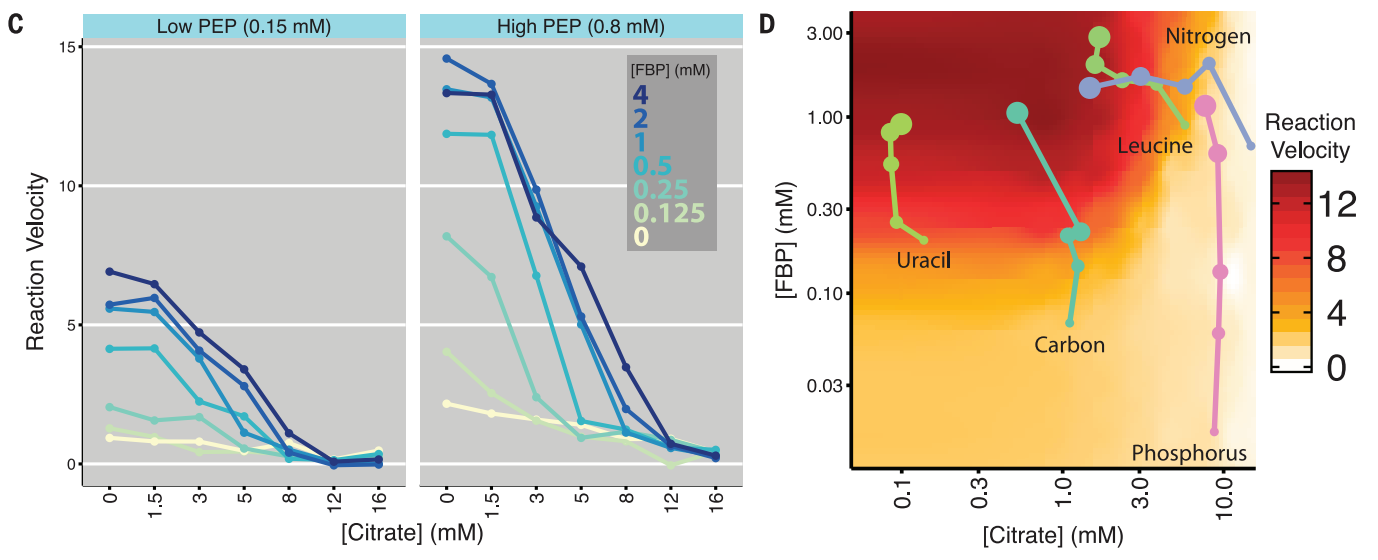 C
Low PEP (0.15 mM)
High PEP (0.8 mM)
Reaction Velocity
15
10
5
0
[FBP] (mM)
4
2
1
0.5
0.25
0.125
0
0
1.5
3
5
8
12
16
0
1.5
3
5
8
12
16
[Citrate] (mM)
D
[FBP] (mM)
3.00
1.00
0.30
0.10
0.03
Nitrogen
Leucine
Uracil
Carbon
Phosphorus
0.1
0.3
1.0
3.0
10.0
[Citrate] (mM)
Reaction
Velocity
12
8
4
0